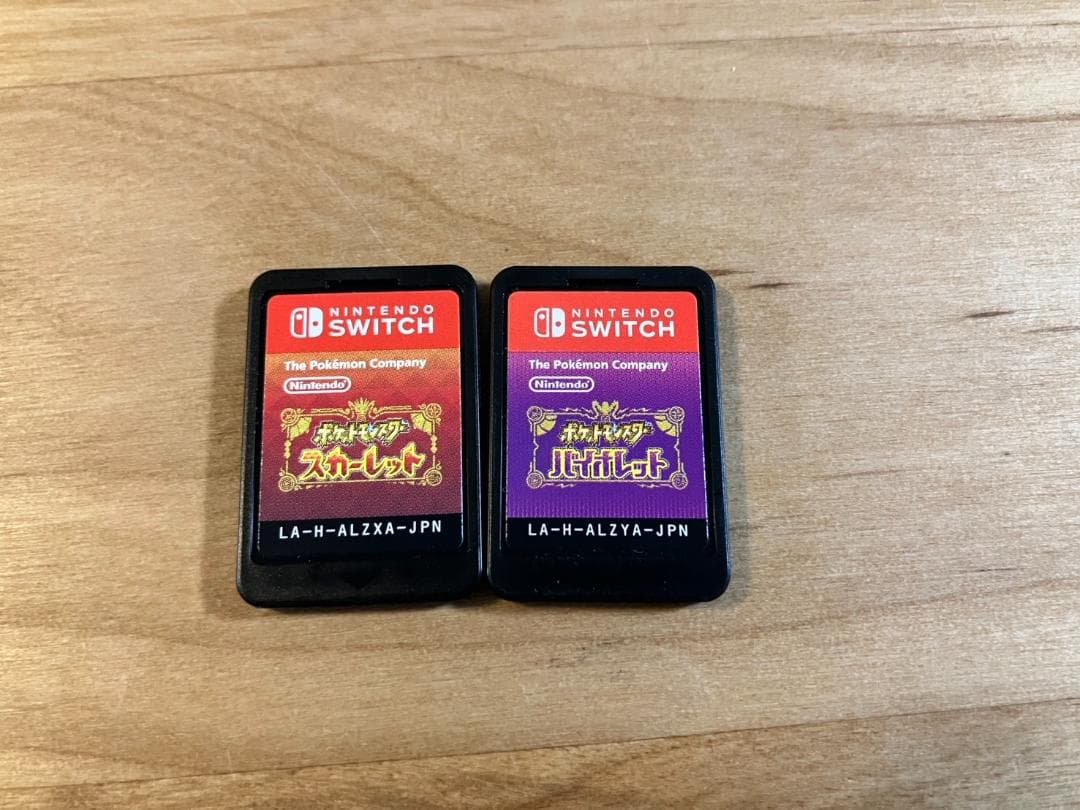 NINTENDO
SWITCH
The Pokémon Company
Nintendo
ポケットモンスター
スカーレット
LA-H-ALZXA-JPN
NINTENDO
SWITCH
The Pokémon Company
Nintendo
ポケットモンスター
バイオレット
LA-H-ALZYA-JPN